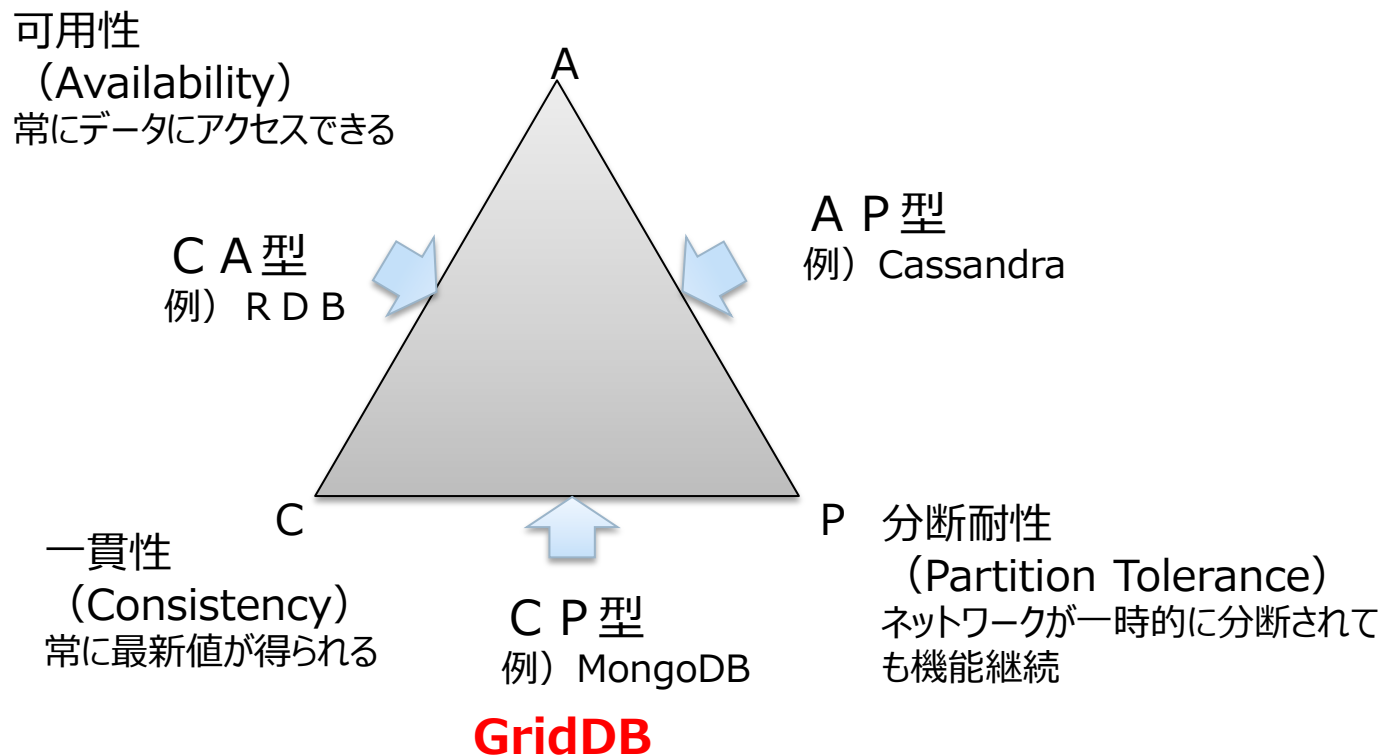 可用性
（Availability）
常にデータにアクセスできる
A
ＣＡ型
例）ＲＤＢ
ＡＰ型
例）Cassandra
C
P
一貫性
（Consistency）
常に最新値が得られる
ＣＰ型
例）MongoDB
GridDB
分断耐性
（Partition Tolerance）
ネットワークが一時的に分断されて
も機能継続